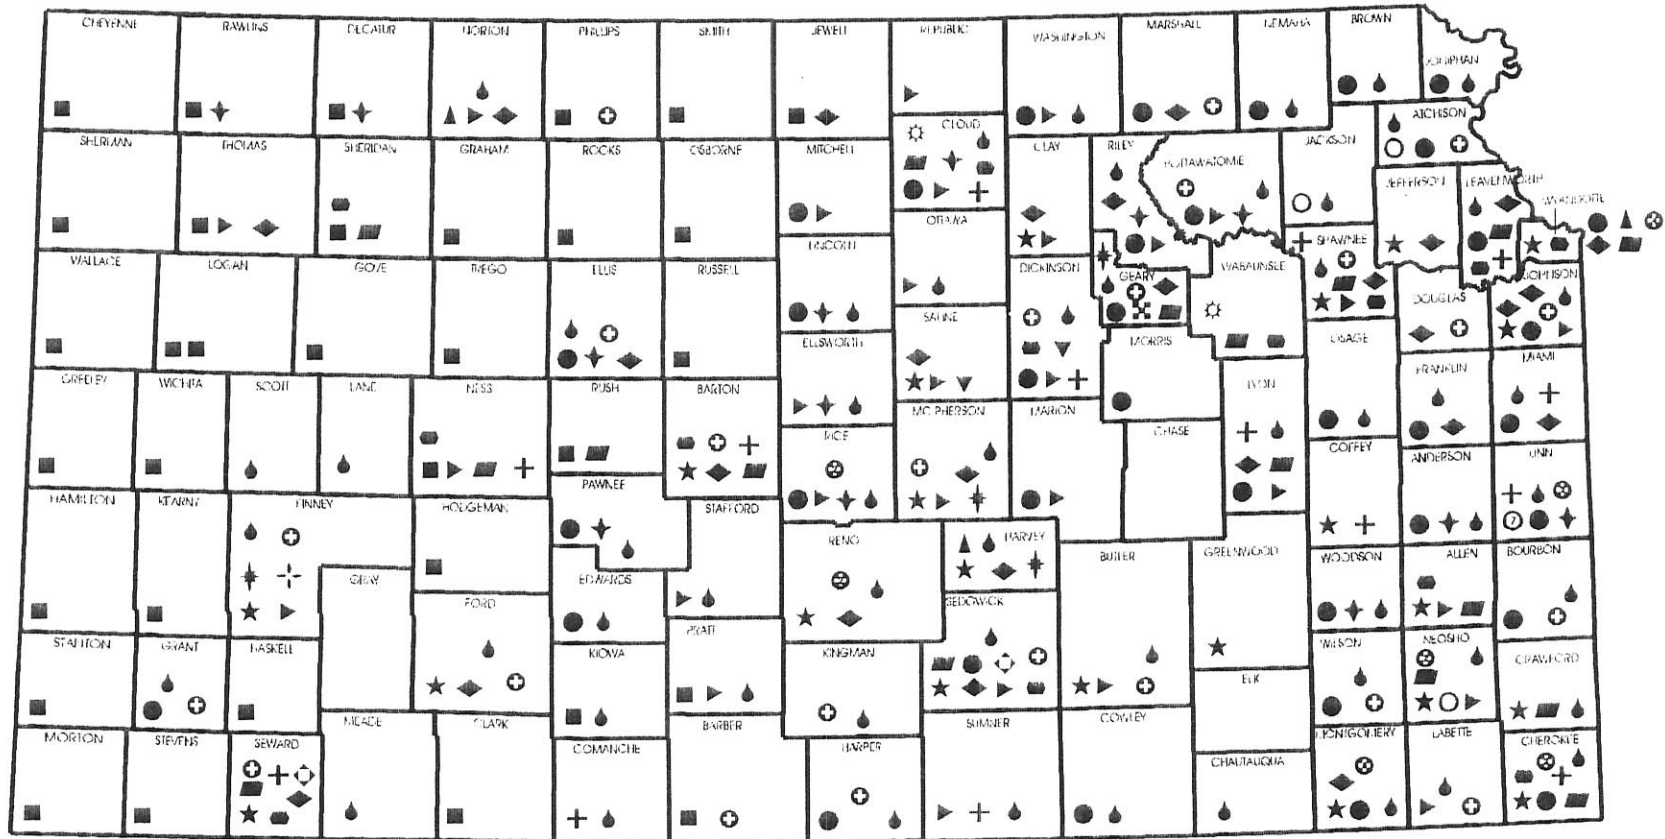 CHEYENNE
RAWLINS
DECATUR
NORTON
PHILLIPS
SMITH
JEWELL
REPUBLIC
WASHINGTON
MARSHALL
NEMAHA
BROWN
DONIPHAN
SHERMAN
THOMAS
SHERIDAN
GRAHAM
ROOKS
OSBORNE
MITCHELL
CLOUD
CLAY
RILEY
POTTAWATOMIE
JACKSON
ATCHISON
JEFFERSON
LEAVENWORTH
WYANDOTTE
WALLACE
LOGAN
GOVE
TREGO
ELLIS
RUSSELL
LINCOLN
OTTAWA
DICKINSON
GEARY
WABAUNSEE
SHAWNEE
DOUGLAS
JOHNSON
GREELEY
WICHITA
SCOTT
LANE
NESS
RUSH
BARTON
ELLSWORTH
SALINE
MORRIS
OSAGE
FRANKLIN
MIAMI
HAMILTON
KEARNY
FINNEY
HODGEMAN
PAWNEE
STAFFORD
RICE
MC PHERSON
MARION
CHASE
LYON
COFFEY
ANDERSON
LINN
GRAY
FORD
EDWARDS
RENO
HARVEY
SEDGWICK
BUTLER
GREENWOOD
WOODSON
ALLEN
BOURBON
STANTON
GRANT
HASKELL
KIOWA
PRATT
KINGMAN
ELK
WILSON
NEOSHO
CRAWFORD
MORTON
STEVENS
SEWARD
MEADE
CLARK
COMANCHE
BARBER
HARPER
SUMNER
COWLEY
CHAUTAUQUA
MONTGOMERY
LABETTE
CHEROKEE